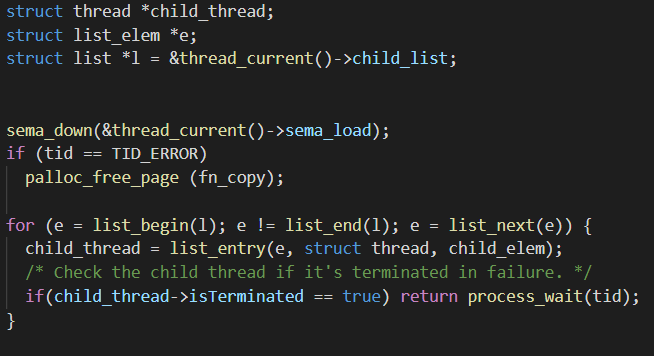 struct thread *child_thread;
struct list_elem *e;
struct list *l = &thread_current()->child_list;
sema_down(&thread_current()->sema_load);
if (tid == TID_ERROR)
palloc_free_page (fn_copy);
for (e = list_begin(l); e != list_end(l); e = list_next(e)) {
child_thread = list_entry(e, struct thread, child_elem);
/* Check the child thread if it's terminated in failure. */
if(child_thread->isTerminated == true) return process_wait(tid);
}